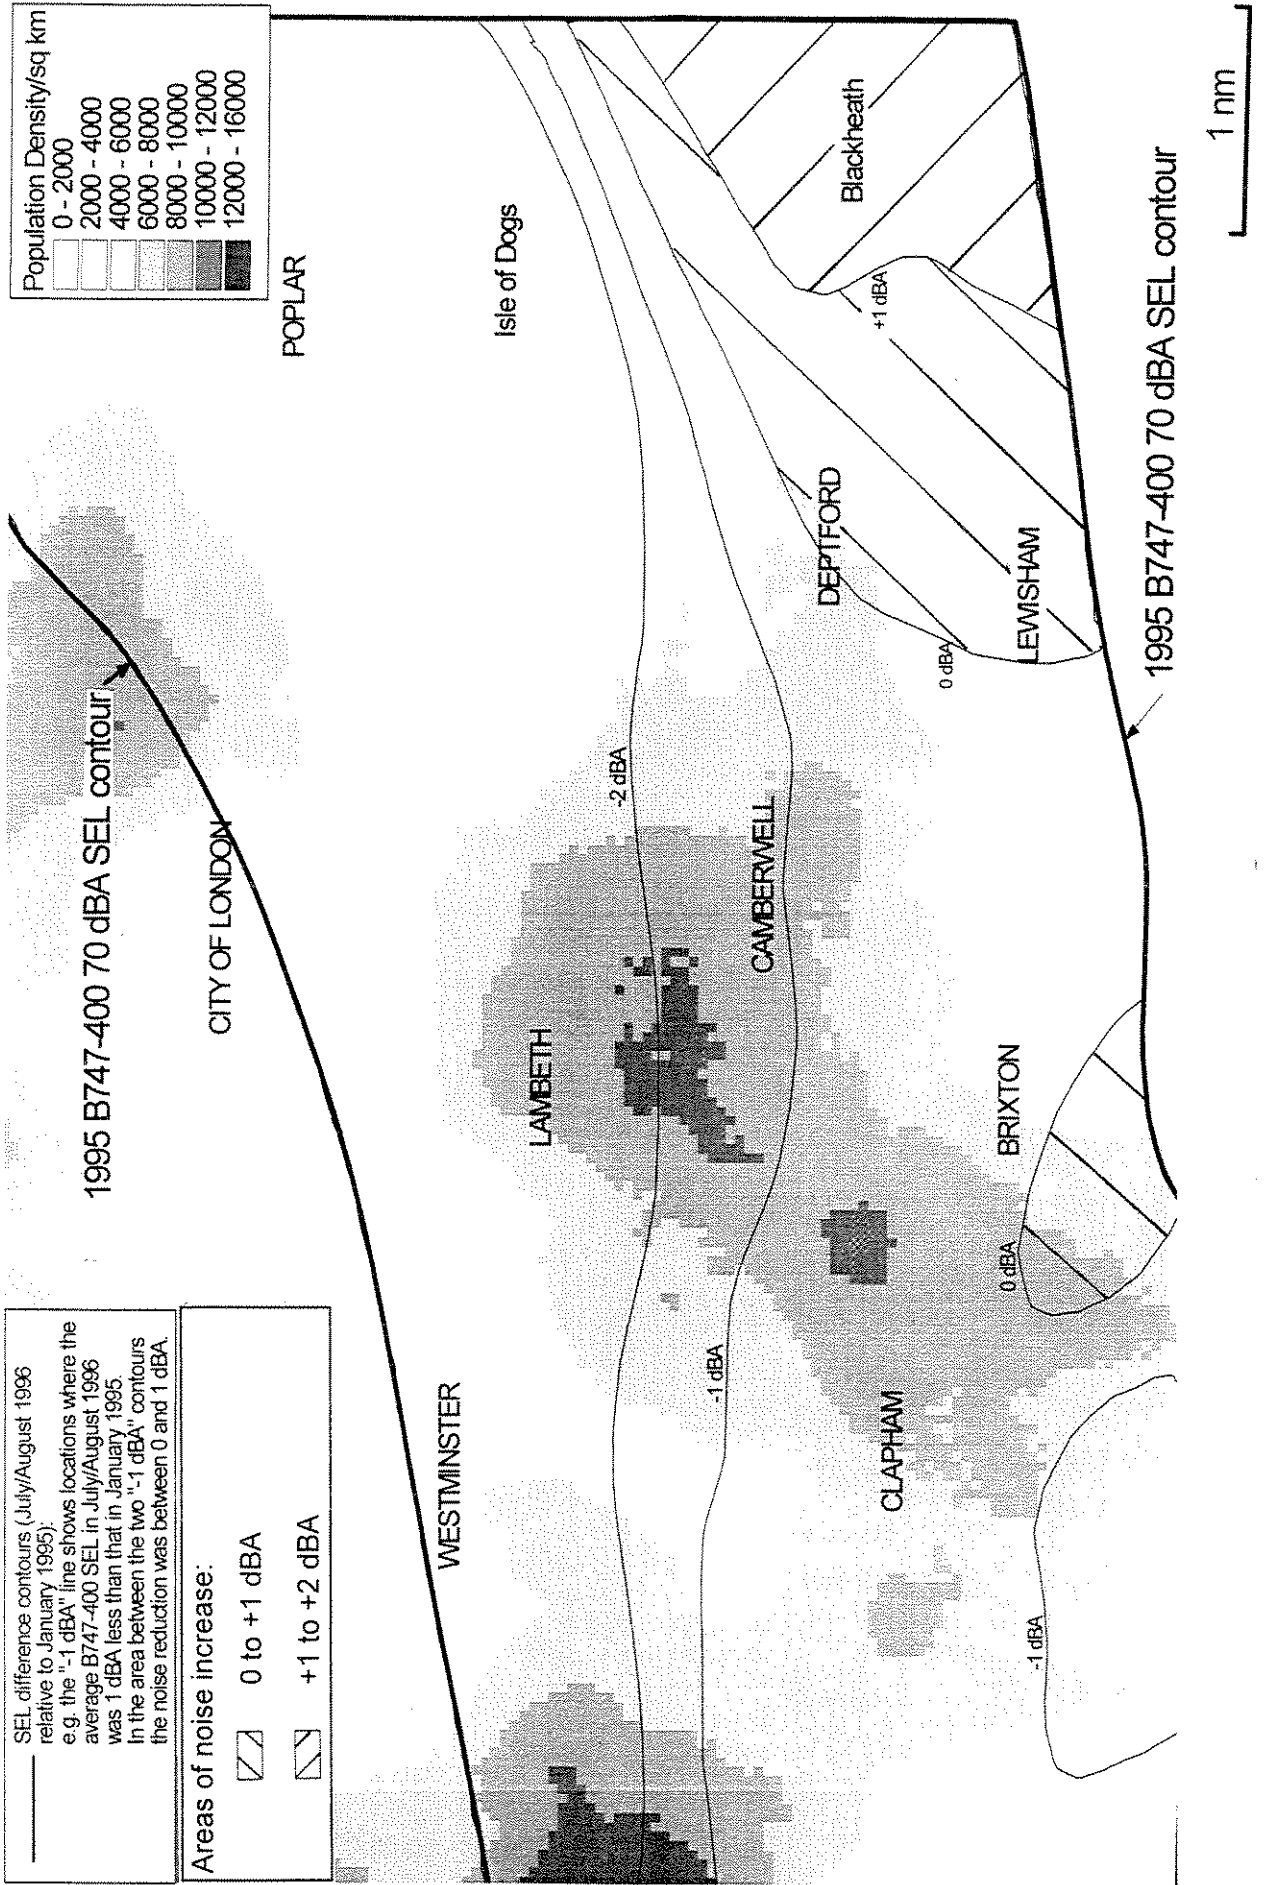 SEL difference contours (July/August 1996
relative to January 1995):
e.g. the "-1 dBA" line shows locations where the
average B747-400 SEL in July/August 1996
was 1 dBA less than that in January 1995.
In the area between the two "-1 dBA" contours
the noise reduction was between 0 and 1 dBA.
Areas of noise increase:
0 to +1 dBA
+1 to +2 dBA
Population Density/sq km
0 - 2000
2000 - 4000
4000 - 6000
6000 - 8000
8000 - 10000
10000 - 12000
12000 - 16000
1995 B747-400 70 dBA SEL contour
CITY OF LONDON
POPLAR
WESTMINSTER
Isle of Dogs
LAMBETH
-2 dBA
-1 dBA
CAMBERWELL
DEPTFORD
Blackheath
+1 dBA
CLAPHAM
0 dBA
BRIXTON
0 dBA
LEWISHAM
-1 dBA
1995 B747-400 70 dBA SEL contour
1 nm